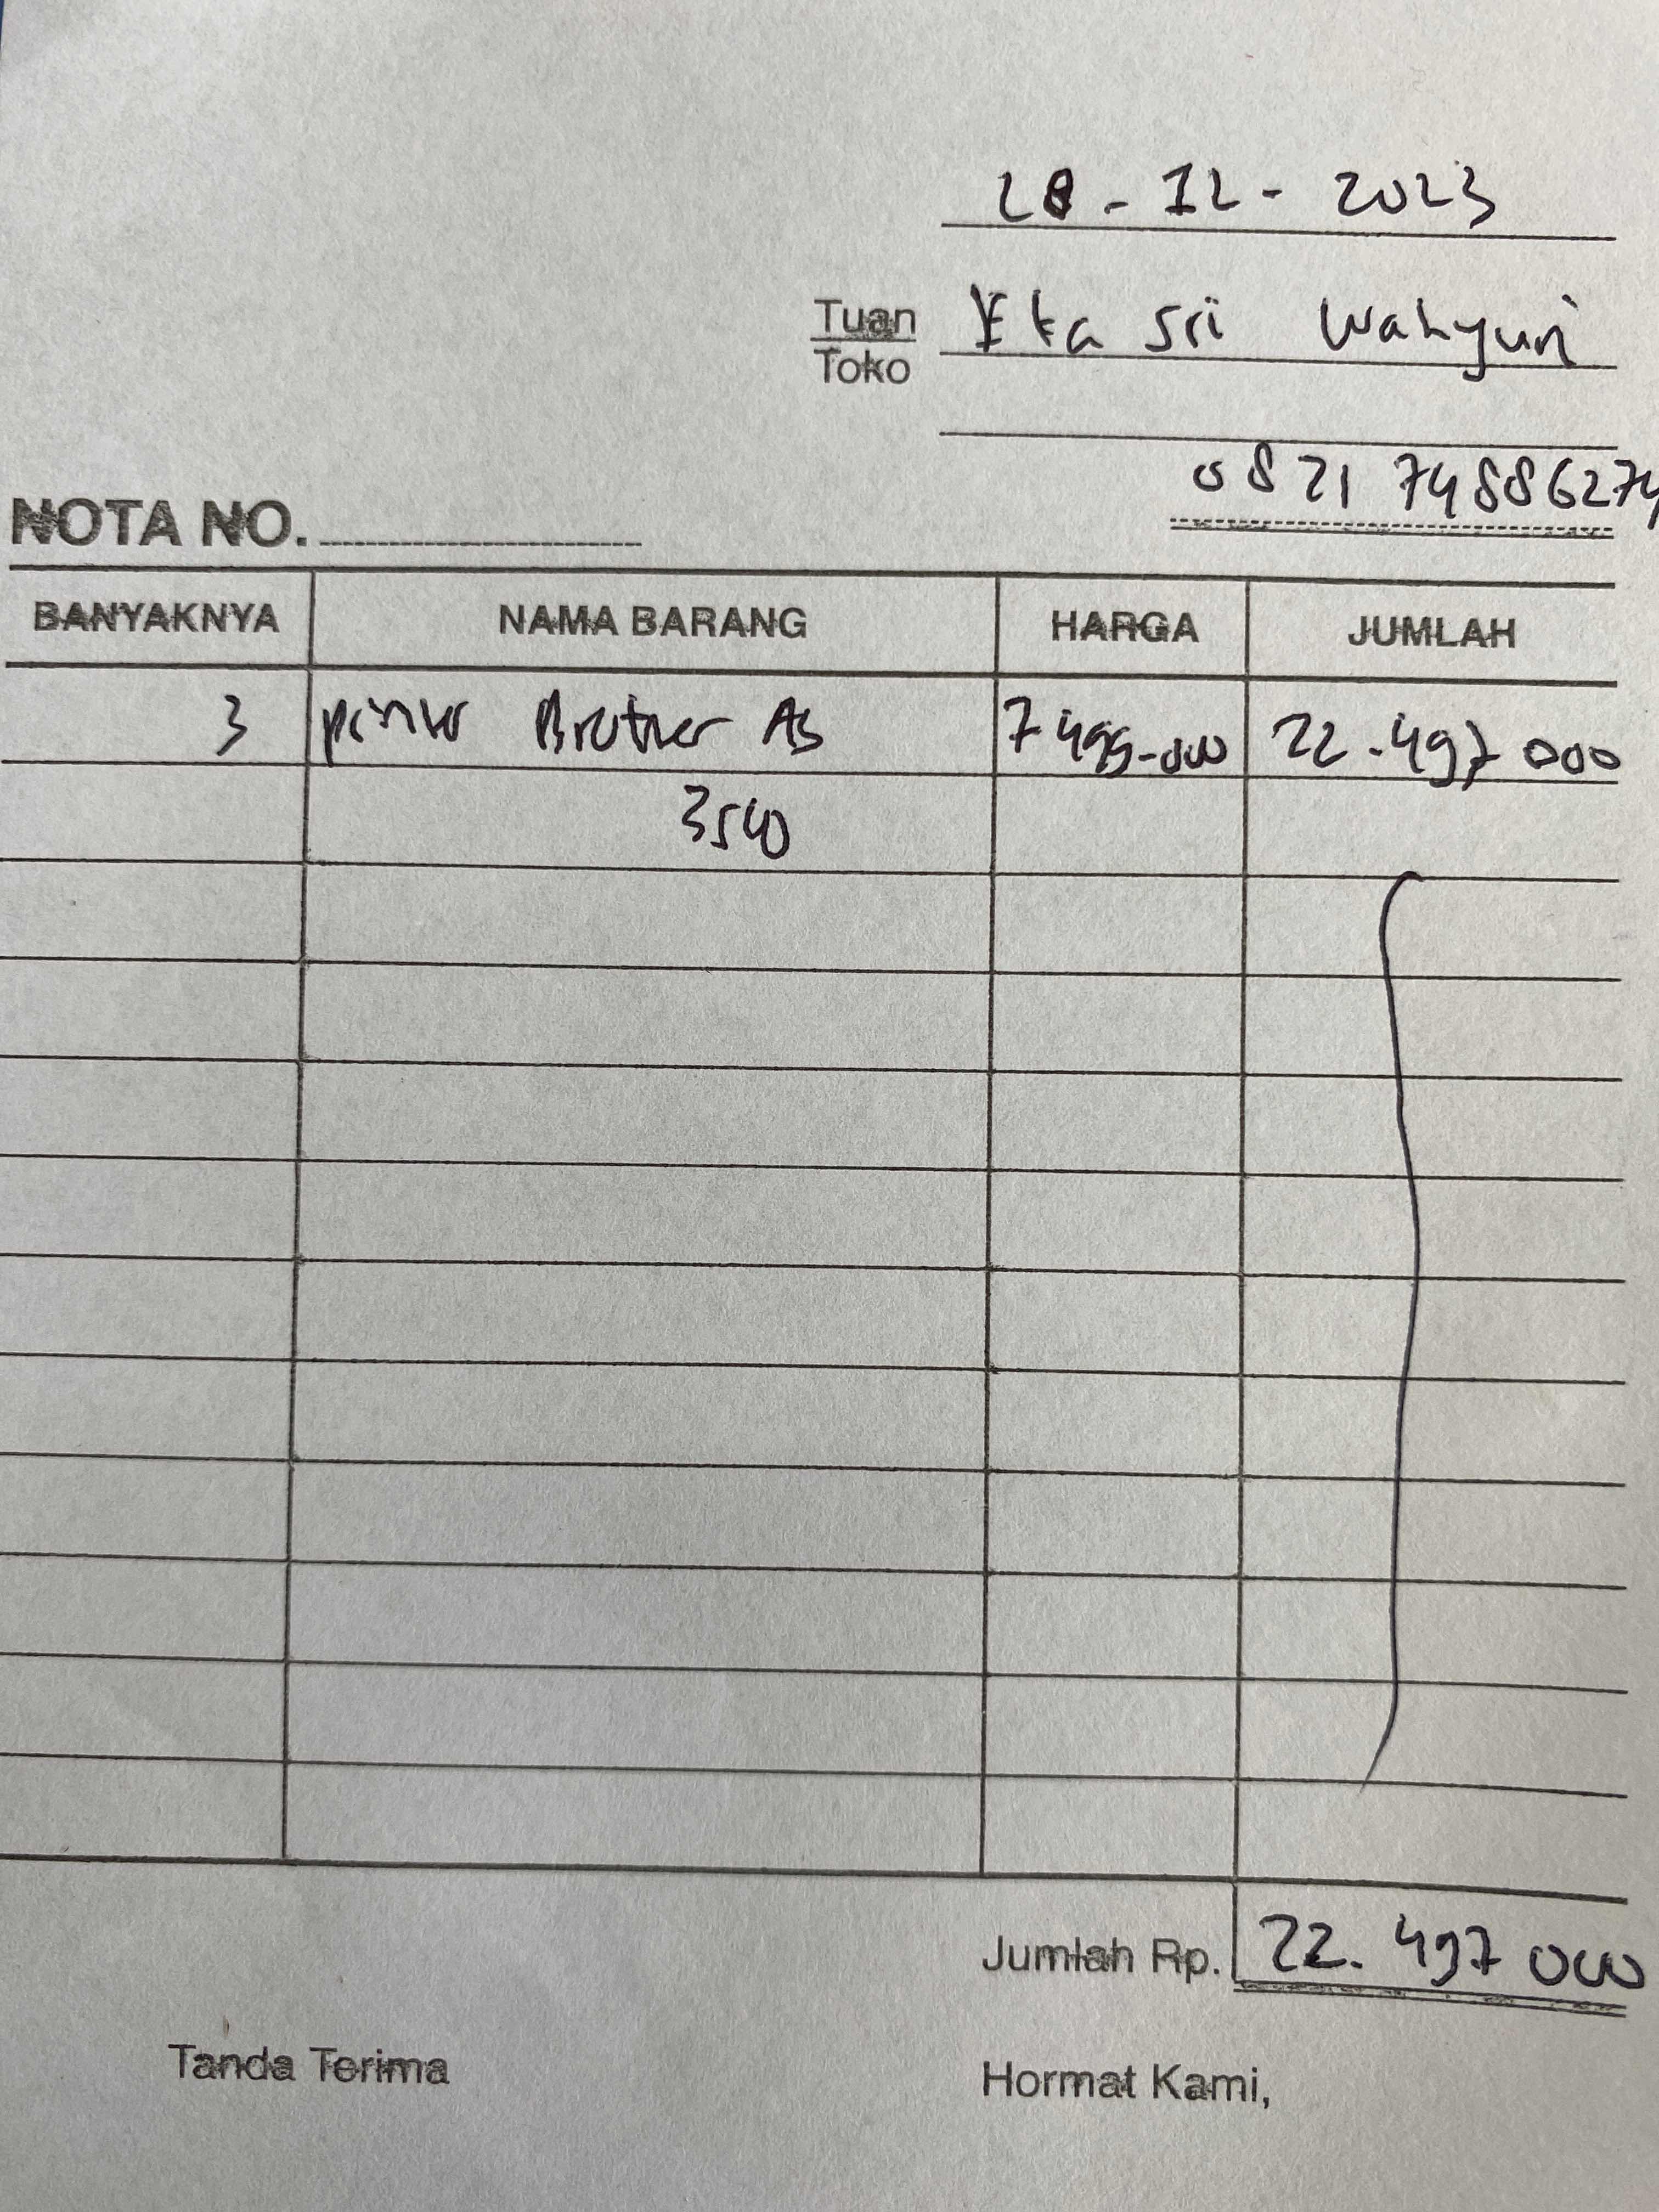 28 - 12 - 2023
Tuan Eka Sri Wahyuni
Toko
0821 74886274
NOTA NO.
BANYAKNYA NAMA BARANG HARGA JUMLAH
3 Brother A3 7 499-000 22.497 000
3540
Jumlah Rp. 22. 497 000
Tanda Terima Hormat Kami,